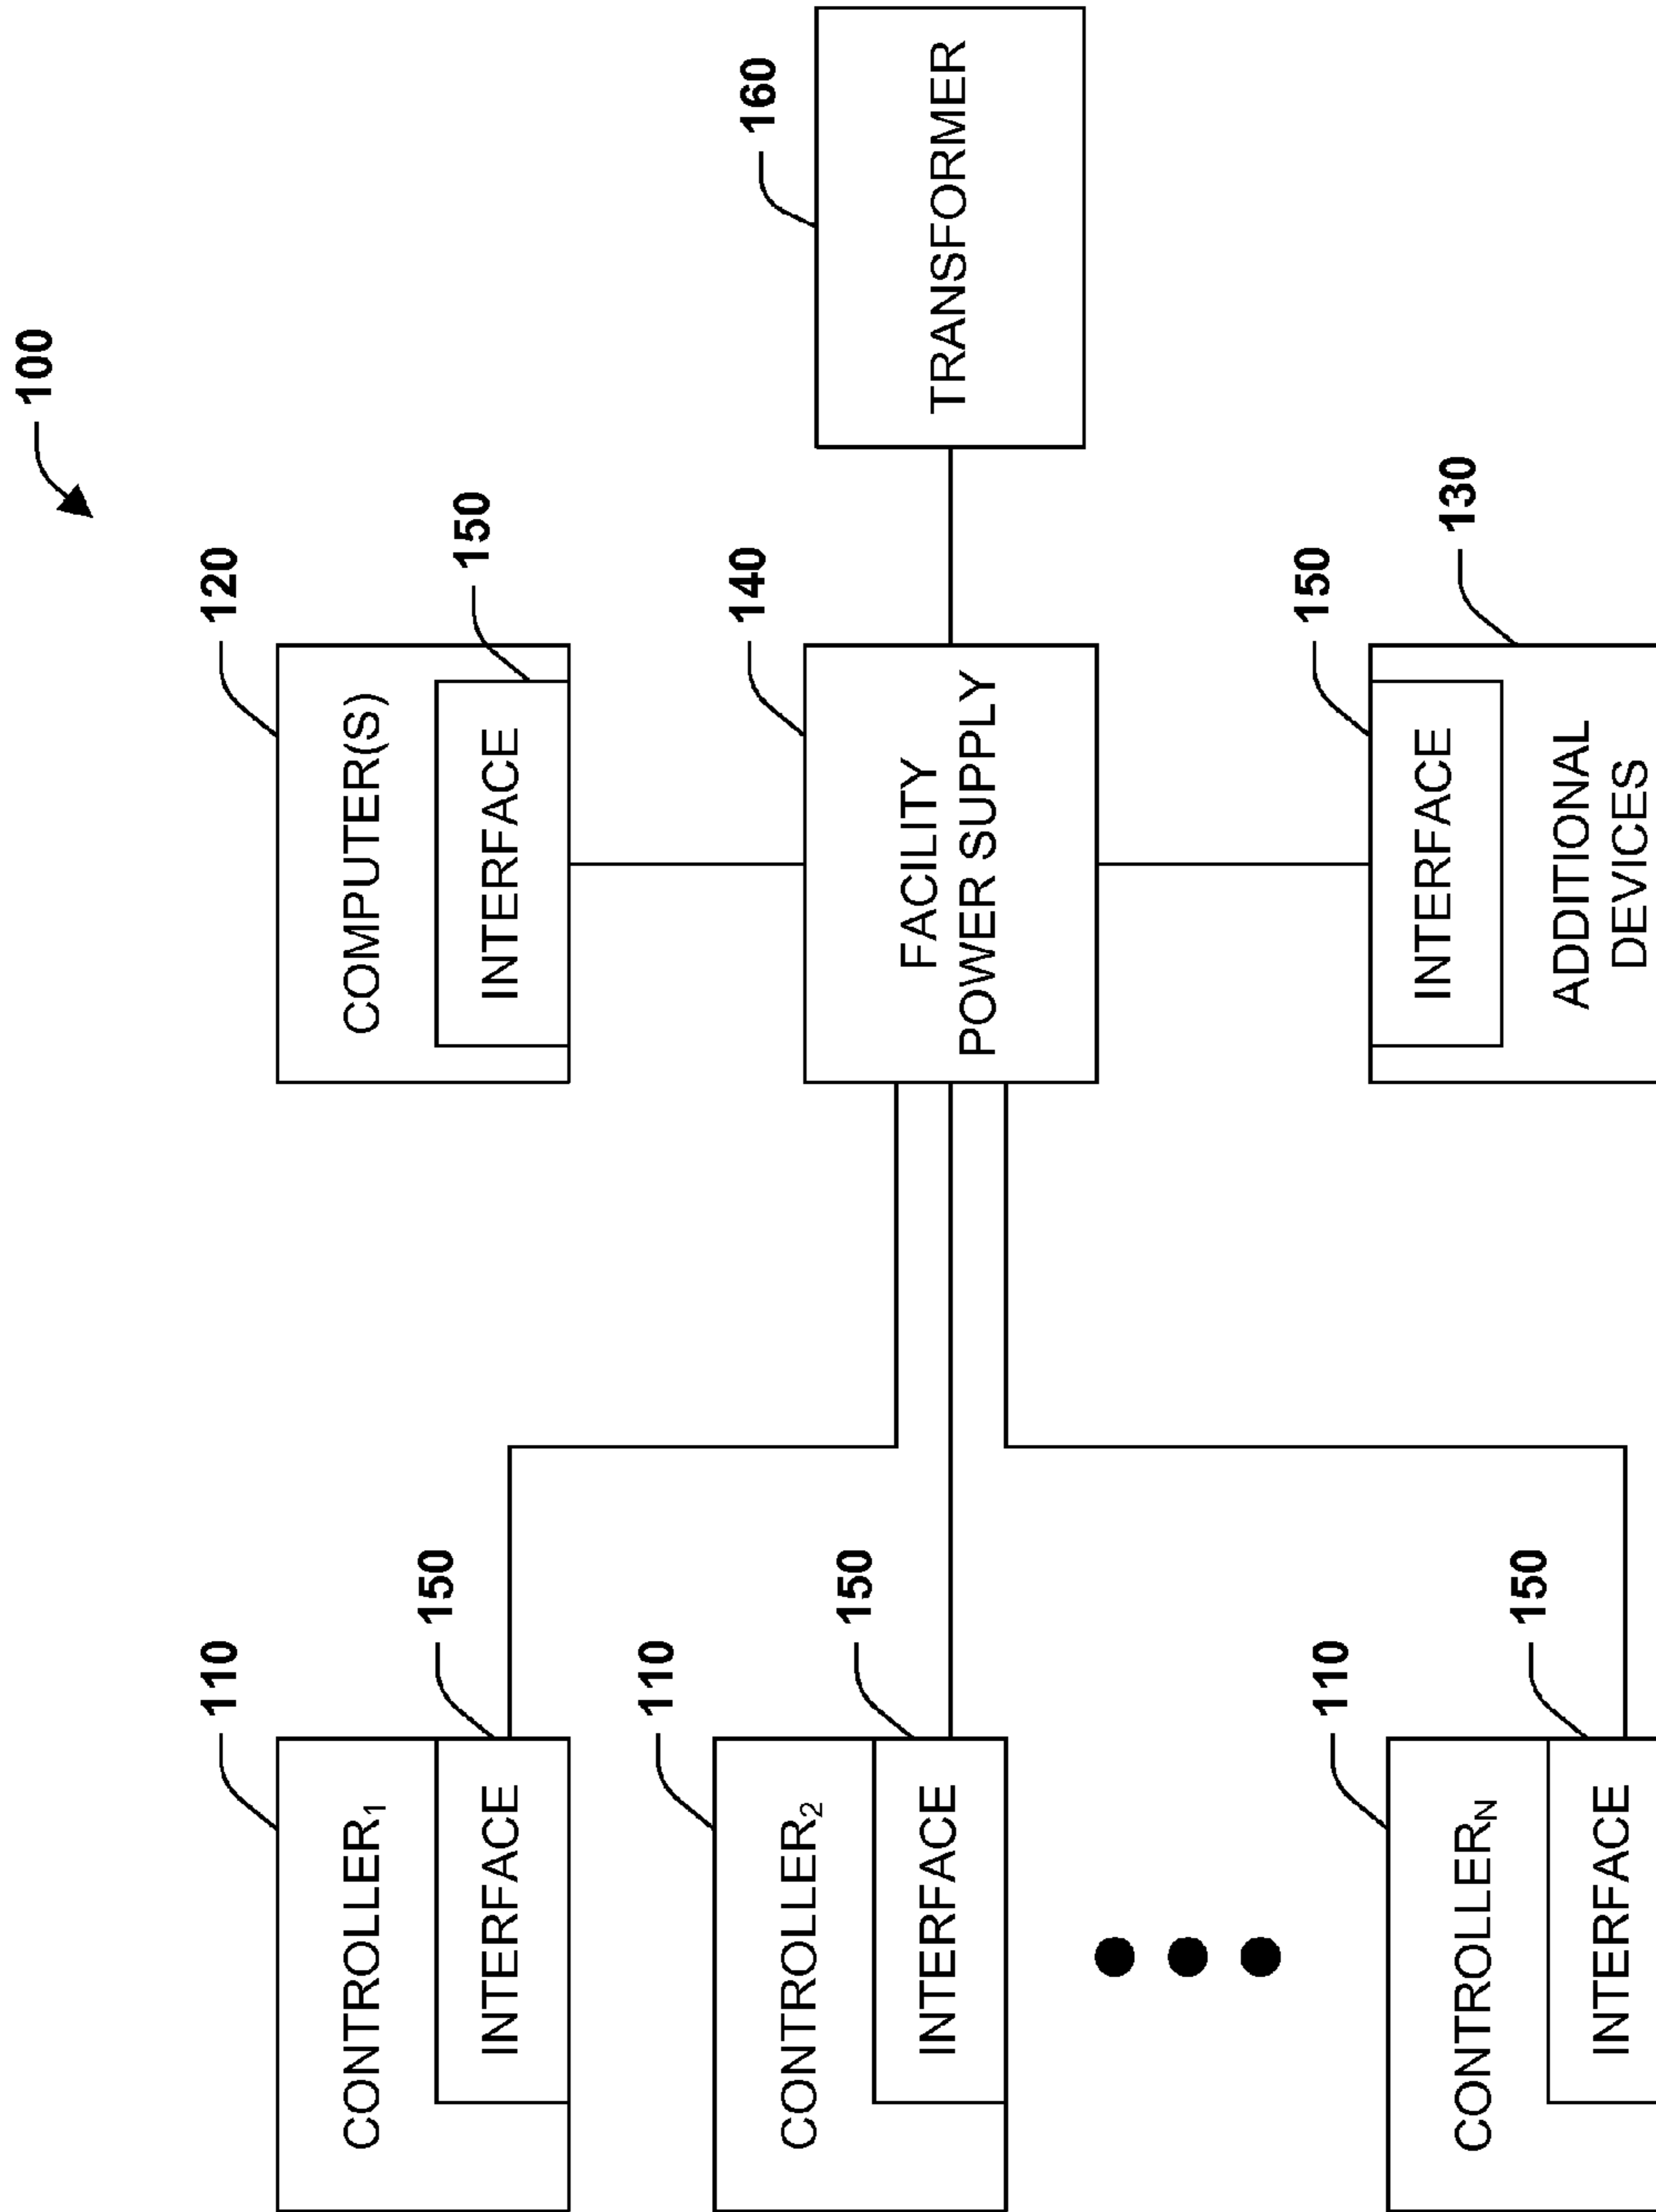 100
110
CONTROLLER₁
150
INTERFACE
120
COMPUTER(S)
150
INTERFACE
110
CONTROLLER₂
150
INTERFACE
140
FACILITY
POWER SUPPLY
160
TRANSFORMER
110
CONTROLLERN
150
INTERFACE
150
130
INTERFACE
ADDITIONAL
DEVICES